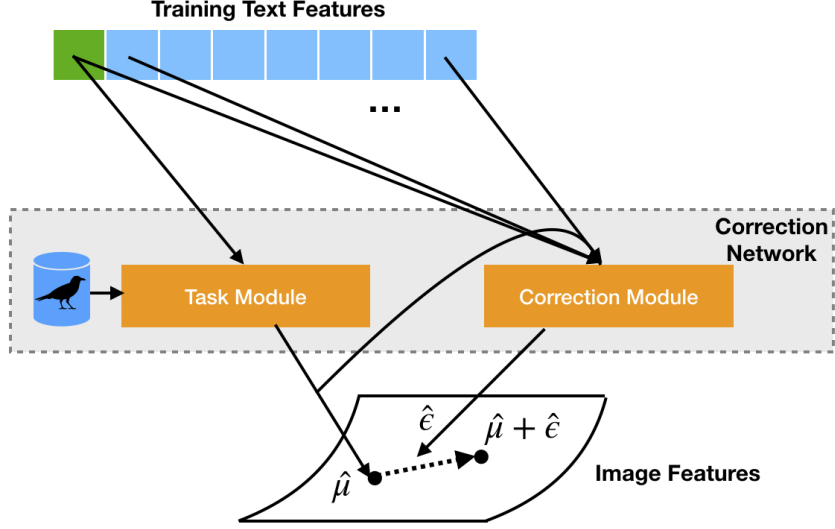 Training Text Features
...
Correction
Network
Task Module
Correction Module
ϵ̂
μ̂ + ϵ̂
μ̂
Image Features